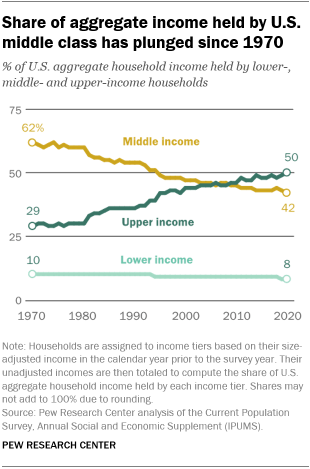 Share of aggregate income held by U.S.
middle class has plunged since 1970
% of U.S. aggregate household income held by lower-,
middle- and upper-income households
75
62%
Middle income
50
50
42
29
Upper income
25
10
Lower income
8
0
1970 1980 1990 2000 2010 2020
Note: Households are assigned to income tiers based on their size-
adjusted income in the calendar year prior to the survey year. Their
unadjusted incomes are then totaled to compute the share of U.S.
aggregate household income held by each income tier. Shares may
not add to 100% due to rounding.
Source: Pew Research Center analysis of the Current Population
Survey, Annual Social and Economic Supplement (IPUMS).
PEW RESEARCH CENTER